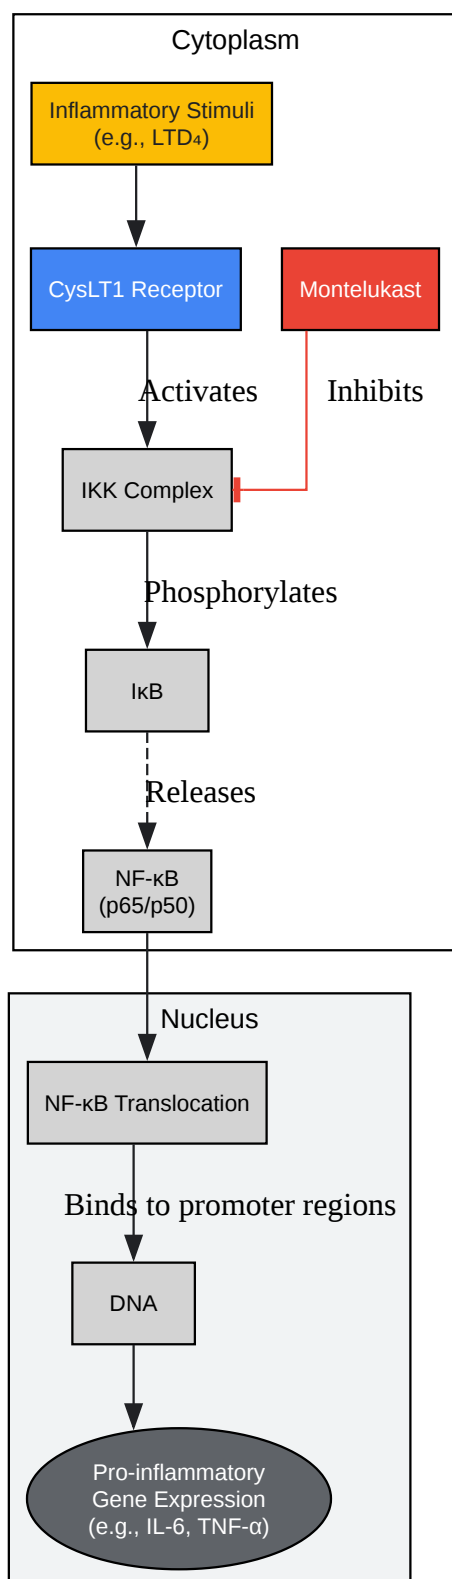 Cytoplasm
Inflammatory Stimuli
(e.g., LTD₄)
CysLT1 Receptor
Montelukast
Activates
Inhibits
IKK Complex
Phosphorylates
IκB
Releases
NF-κB
(p65/p50)
Nucleus
NF-κB Translocation
Binds to promoter regions
DNA
Pro-inflammatory
Gene Expression
(e.g., IL-6, TNF-α)